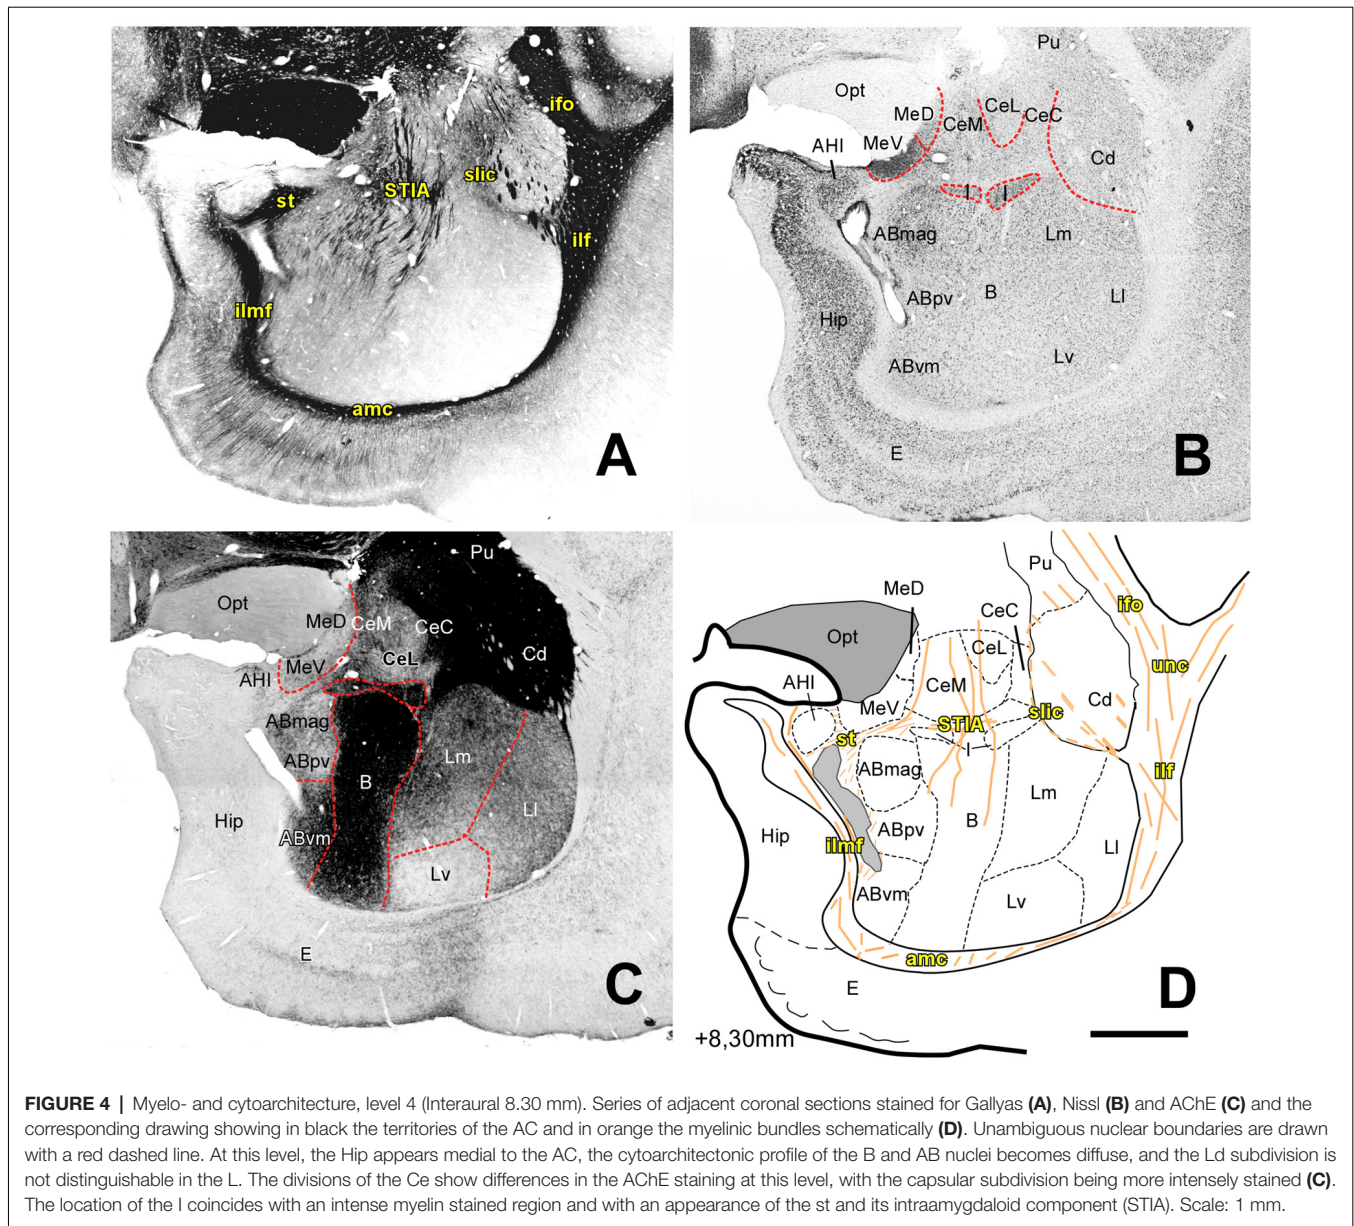 ifo
slic
STIA
st
ilf
ilmf
amc
A
Pu
Opt
CeL
MeD
CeM
CeC
MeV
AHI
Cd
I
I
ABmag
Lm
B
ABpv
Ll
Hip
Lv
ABvm
E
B
Pu
Opt
MeD
CeM
CeC
CeL
Cd
MeV
AHI
ABmag
ABpv
Lm
B
Ll
Hip
ABvm
Lv
E
C
Pu
MeD
ifo
CeC
Opt
CeL
unc
CeM
AHI
Cd
MeV
slic
STIA
st
I
ilf
ABmag
Lm
B
ABpv
Hip
ilmf
Ll
ABvm
Lv
amc
E
D
+8,30mm
FIGURE 4 | Myelo- and cytoarchitecture, level 4 (Interaural 8.30 mm). Series of adjacent coronal sections stained for Gallyas (A), Nissl (B) and AChE (C) and the
corresponding drawing showing in black the territories of the AC and in orange the myelinic bundles schematically (D). Unambiguous nuclear boundaries are drawn
with a red dashed line. At this level, the Hip appears medial to the AC, the cytoarchitectonic profile of the B and AB nuclei becomes diffuse, and the Ld subdivision is
not distinguishable in the L. The divisions of the Ce show differences in the AChE staining at this level, with the capsular subdivision being more intensely stained (C).
The location of the I coincides with an intense myelin stained region and with an appearance of the st and its intraamygdaloid component (STIA). Scale: 1 mm.